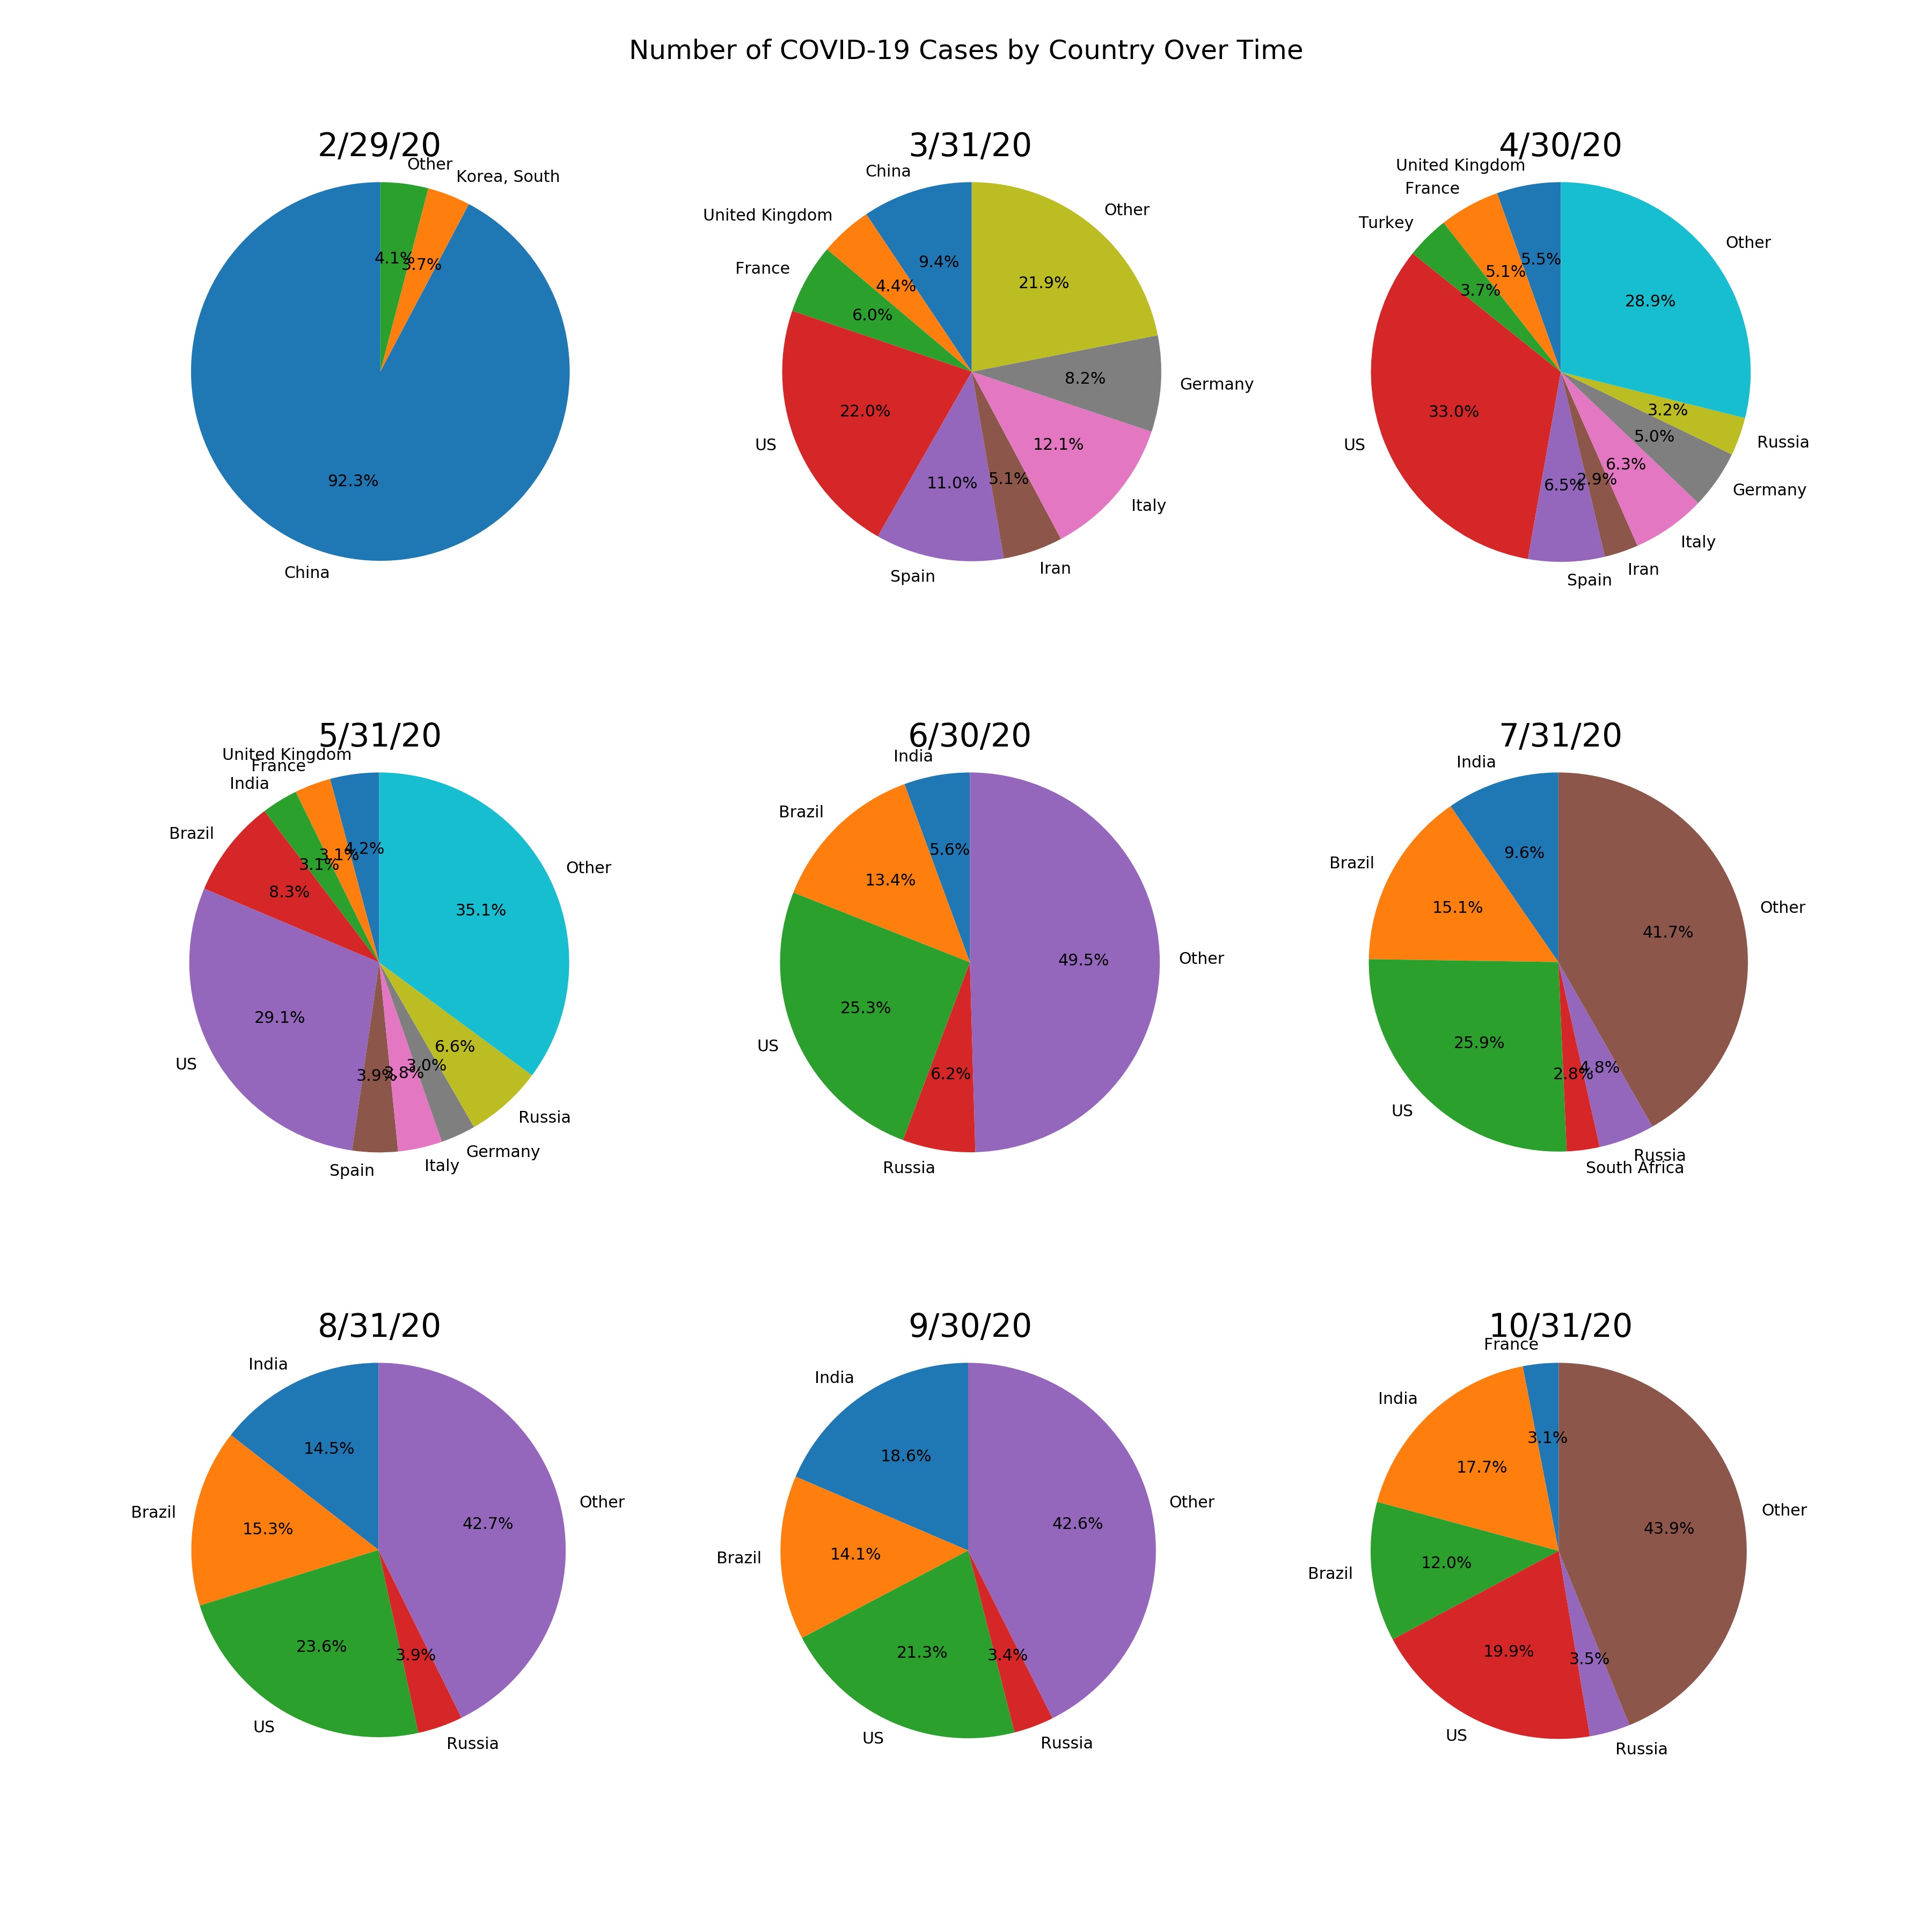 Number of COVID-19 Cases by Country Over Time
2/29/20
Other
Korea, South
4.1%
3.7%
92.3%
China
3/31/20
China
United Kingdom
Other
France
9.4%
4.4%
21.9%
6.0%
8.2%
Germany
22.0%
12.1%
US
11.0%
5.1%
Italy
Spain
Iran
4/30/20
United Kingdom
France
Turkey
Other
5.5%
5.1%
3.7%
28.9%
33.0%
3.2%
5.0%
Russia
US
6.3%
6.5%
2.9%
Germany
Italy
Iran
Spain
5/31/20
United Kingdom
France
India
Brazil
Other
4.2%
3.1%
3.1%
8.3%
35.1%
29.1%
6.6%
3.0%
3.8%
3.9%
US
Russia
Germany
Italy
Spain
6/30/20
India
Brazil
5.6%
13.4%
49.5%
Other
25.3%
US
6.2%
Russia
7/31/20
India
Brazil
9.6%
15.1%
Other
41.7%
25.9%
4.8%
2.8%
US
Russia
South Africa
8/31/20
India
14.5%
Other
Brazil
15.3%
42.7%
23.6%
3.9%
US
Russia
9/30/20
India
18.6%
Other
42.6%
Brazil
14.1%
21.3%
3.4%
US
Russia
10/31/20
France
India
3.1%
17.7%
Other
43.9%
12.0%
Brazil
19.9%
3.5%
US
Russia